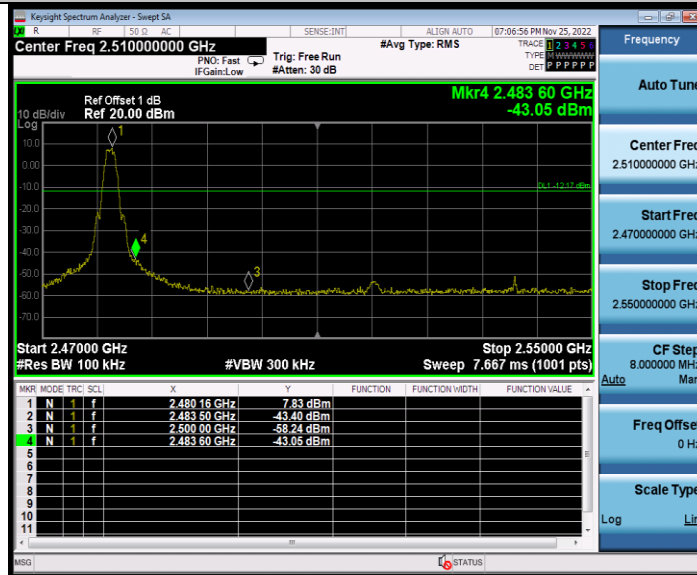 Keysight Spectrum Analyzer - Swept SA
R RF 50 Ω AC SENSE:INT ALIGN AUTO 07:06:56 PM Nov 25, 2022
Center Freq 2.510000000 GHz
PNO: Fast
IFGain:Low
Trig: Free Run
#Atten: 30 dB
#Avg Type: RMS
TRACE 1 2 3 4 5 6
TYPE M WWWWW
DET P P P P P P
Mkr4 2.483 60 GHz
-43.05 dBm
Ref Offset 1 dB
10 dB/div Ref 20.00 dBm
Log
1
10.0
0.00
-10.0
DL1 -12.17 dBm
-20.0
-30.0
4
-40.0
-50.0
3
-60.0
-70.0
Start 2.47000 GHz Stop 2.55000 GHz
#Res BW 100 kHz #VBW 300 kHz Sweep 7.667 ms (1001 pts)
MKR MODE TRC SCL X Y FUNCTION FUNCTION WIDTH FUNCTION VALUE
1 N 1 f 2.480 16 GHz 7.83 dBm
2 N 1 f 2.483 50 GHz -43.40 dBm
3 N 1 f 2.500 00 GHz -58.24 dBm
4 N 1 f 2.483 60 GHz -43.05 dBm
5
6
7
8
9
10
11
MSG STATUS
Frequency
Auto Tune
Center Freq
2.510000000 GHz
Start Freq
2.470000000 GHz
Stop Freq
2.550000000 GHz
CF Step
8.000000 MHz
Auto Man
Freq Offset
0 Hz
Scale Type
Log Lin